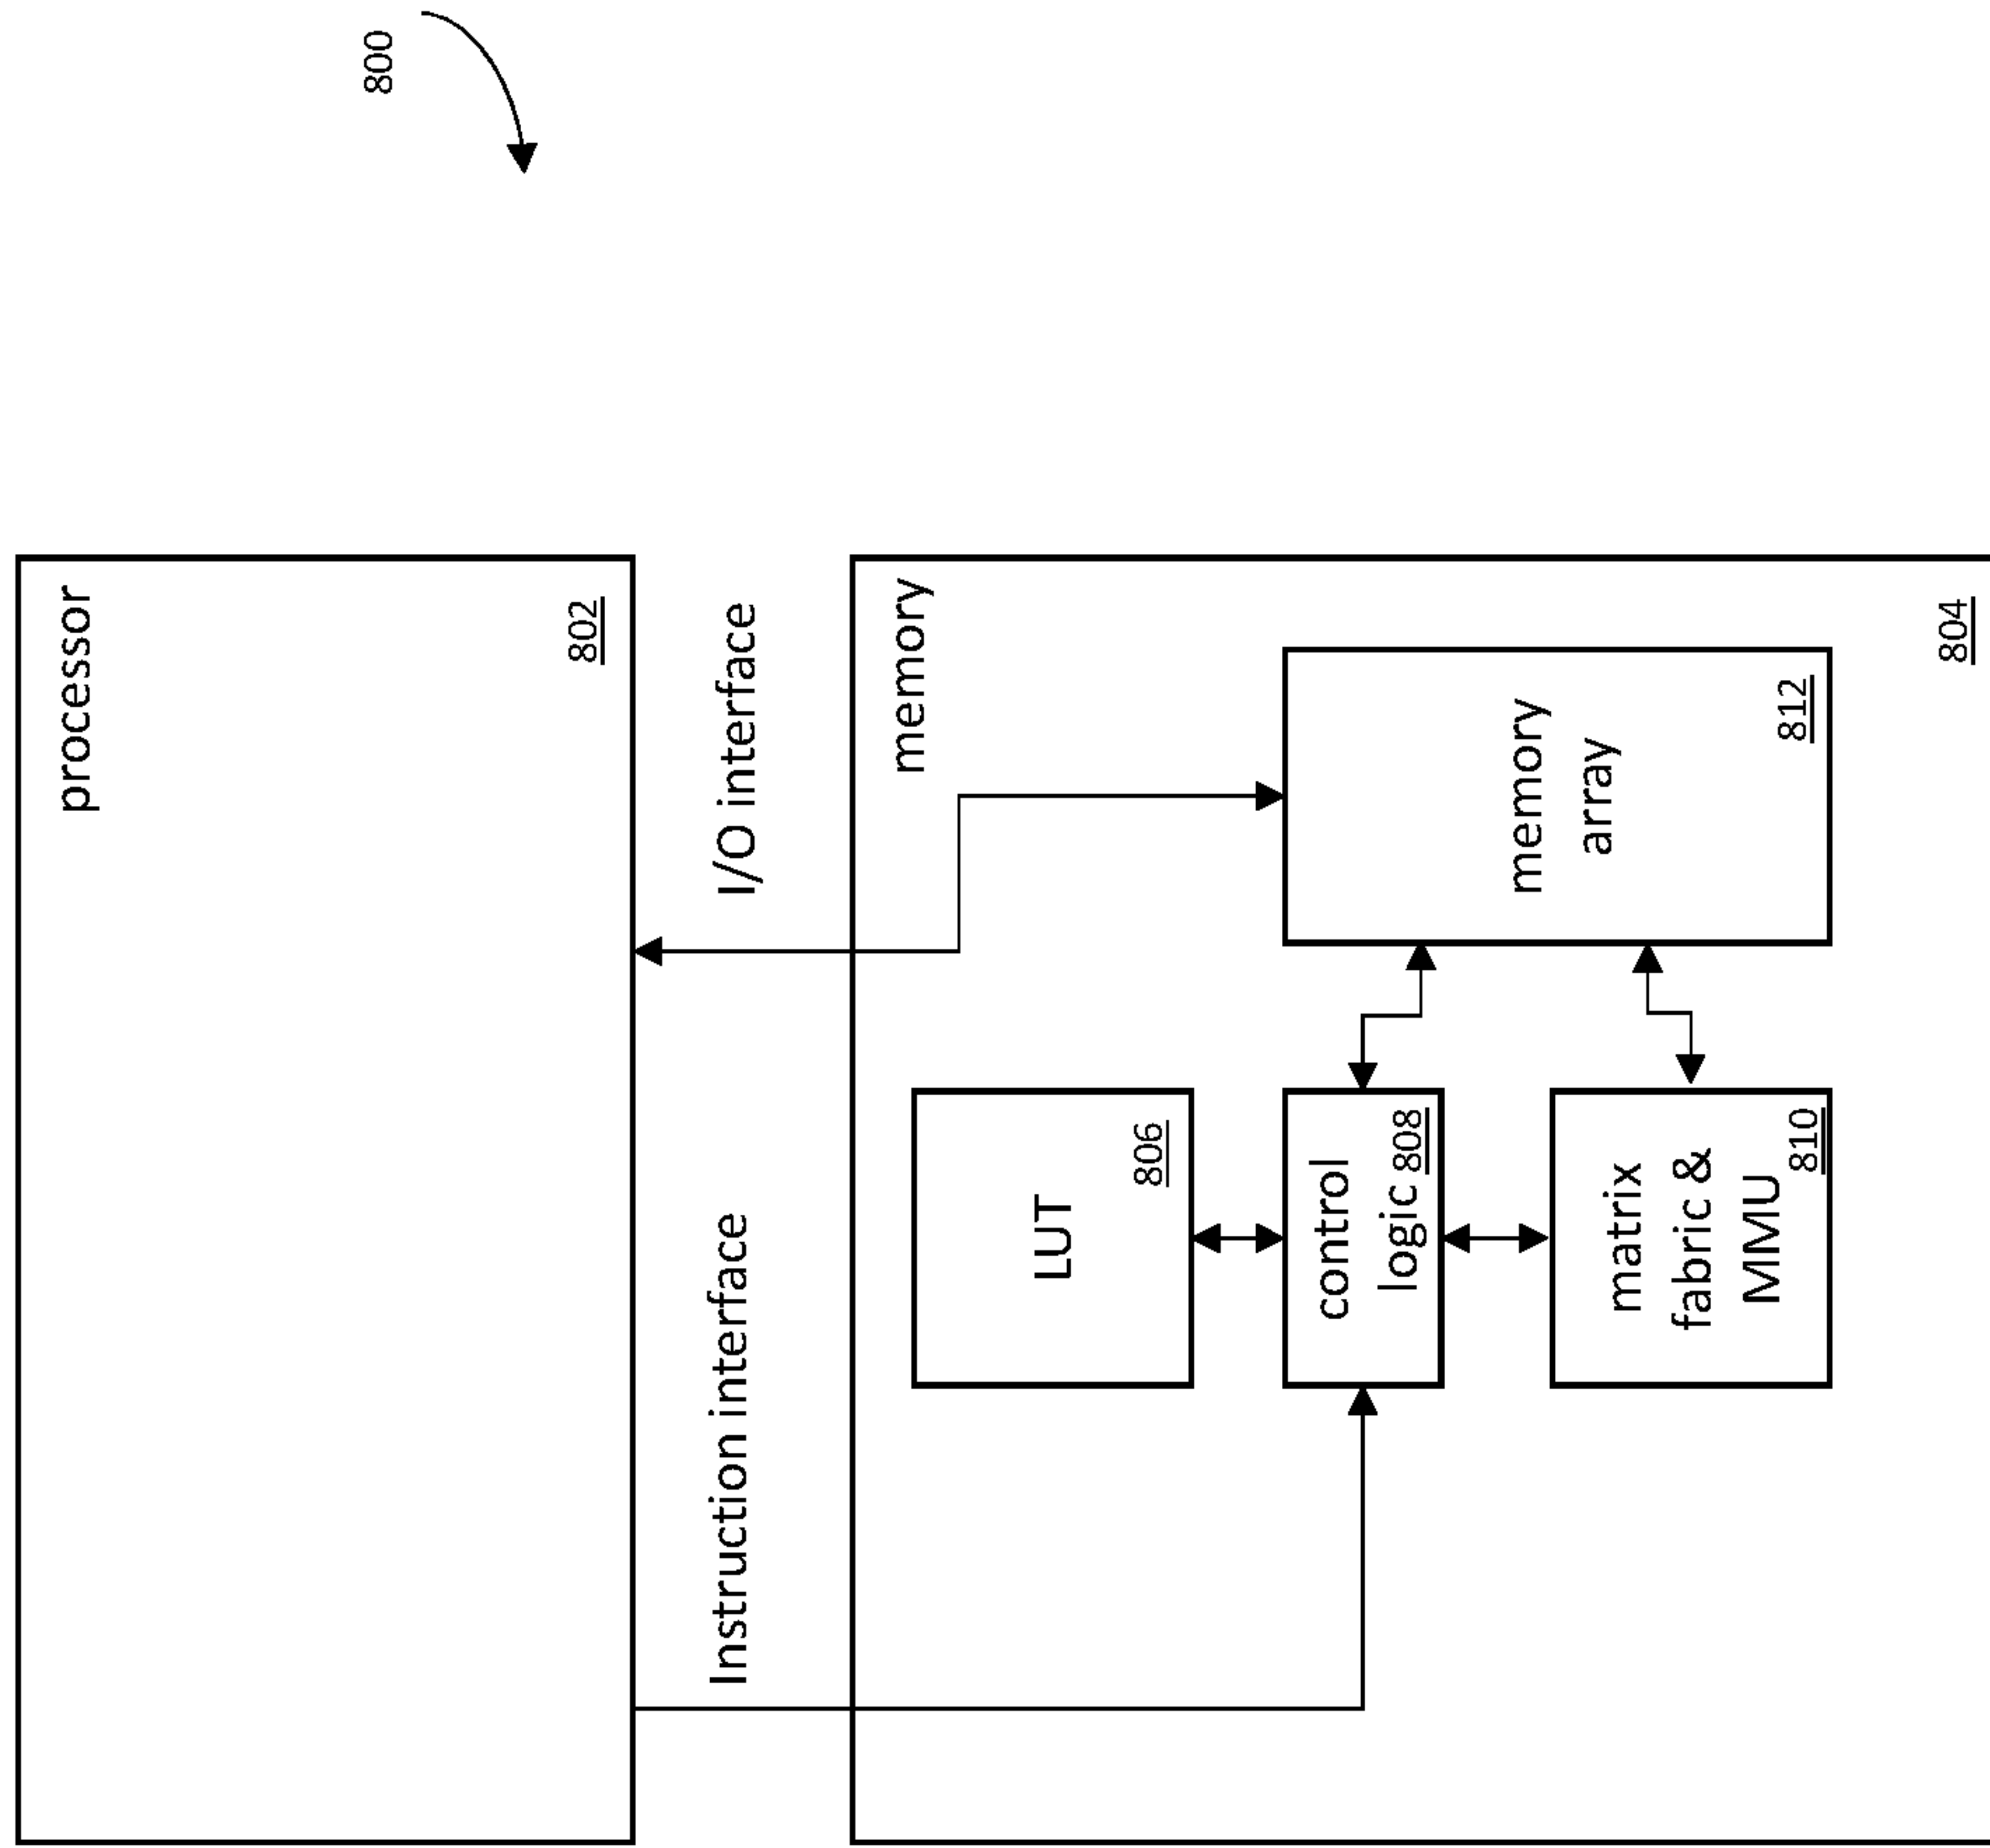 800
processor
802
Instruction interface
I/O interface
memory
LUT
806
control
logic 808
matrix
fabric &
MMU
810
memory
array
812
804